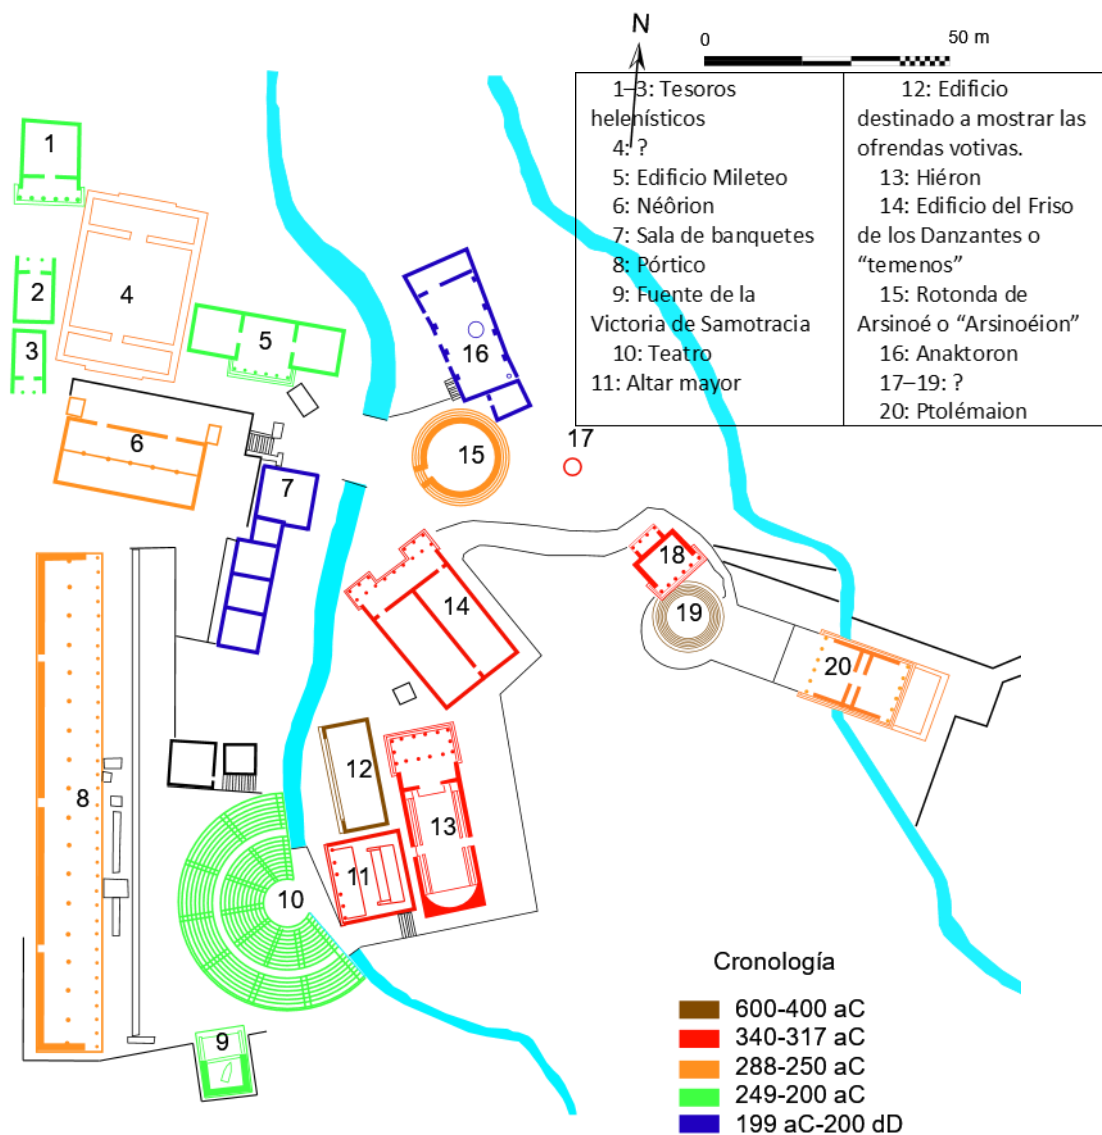 N
0
50 m
1–3: Tesoros
helenísticos
4: ?
5: Edificio Mileteo
6: Néôrion
7: Sala de banquetes
8: Pórtico
9: Fuente de la
Victoria de Samotracia
10: Teatro
11: Altar mayor
12: Edificio
destinado a mostrar las
ofrendas votivas.
13: Hiéron
14: Edificio del Friso
de los Danzantes o
“temenos”
15: Rotonda de
Arsinoé o “Arsinoéion”
16: Anaktoron
17–19: ?
20: Ptolémaion
1
2
3
4
5
16
6
15
17
7
18
14
19
20
12
8
13
11
10
9
Cronología
600-400 aC
340-317 aC
288-250 aC
249-200 aC
199 aC-200 dD